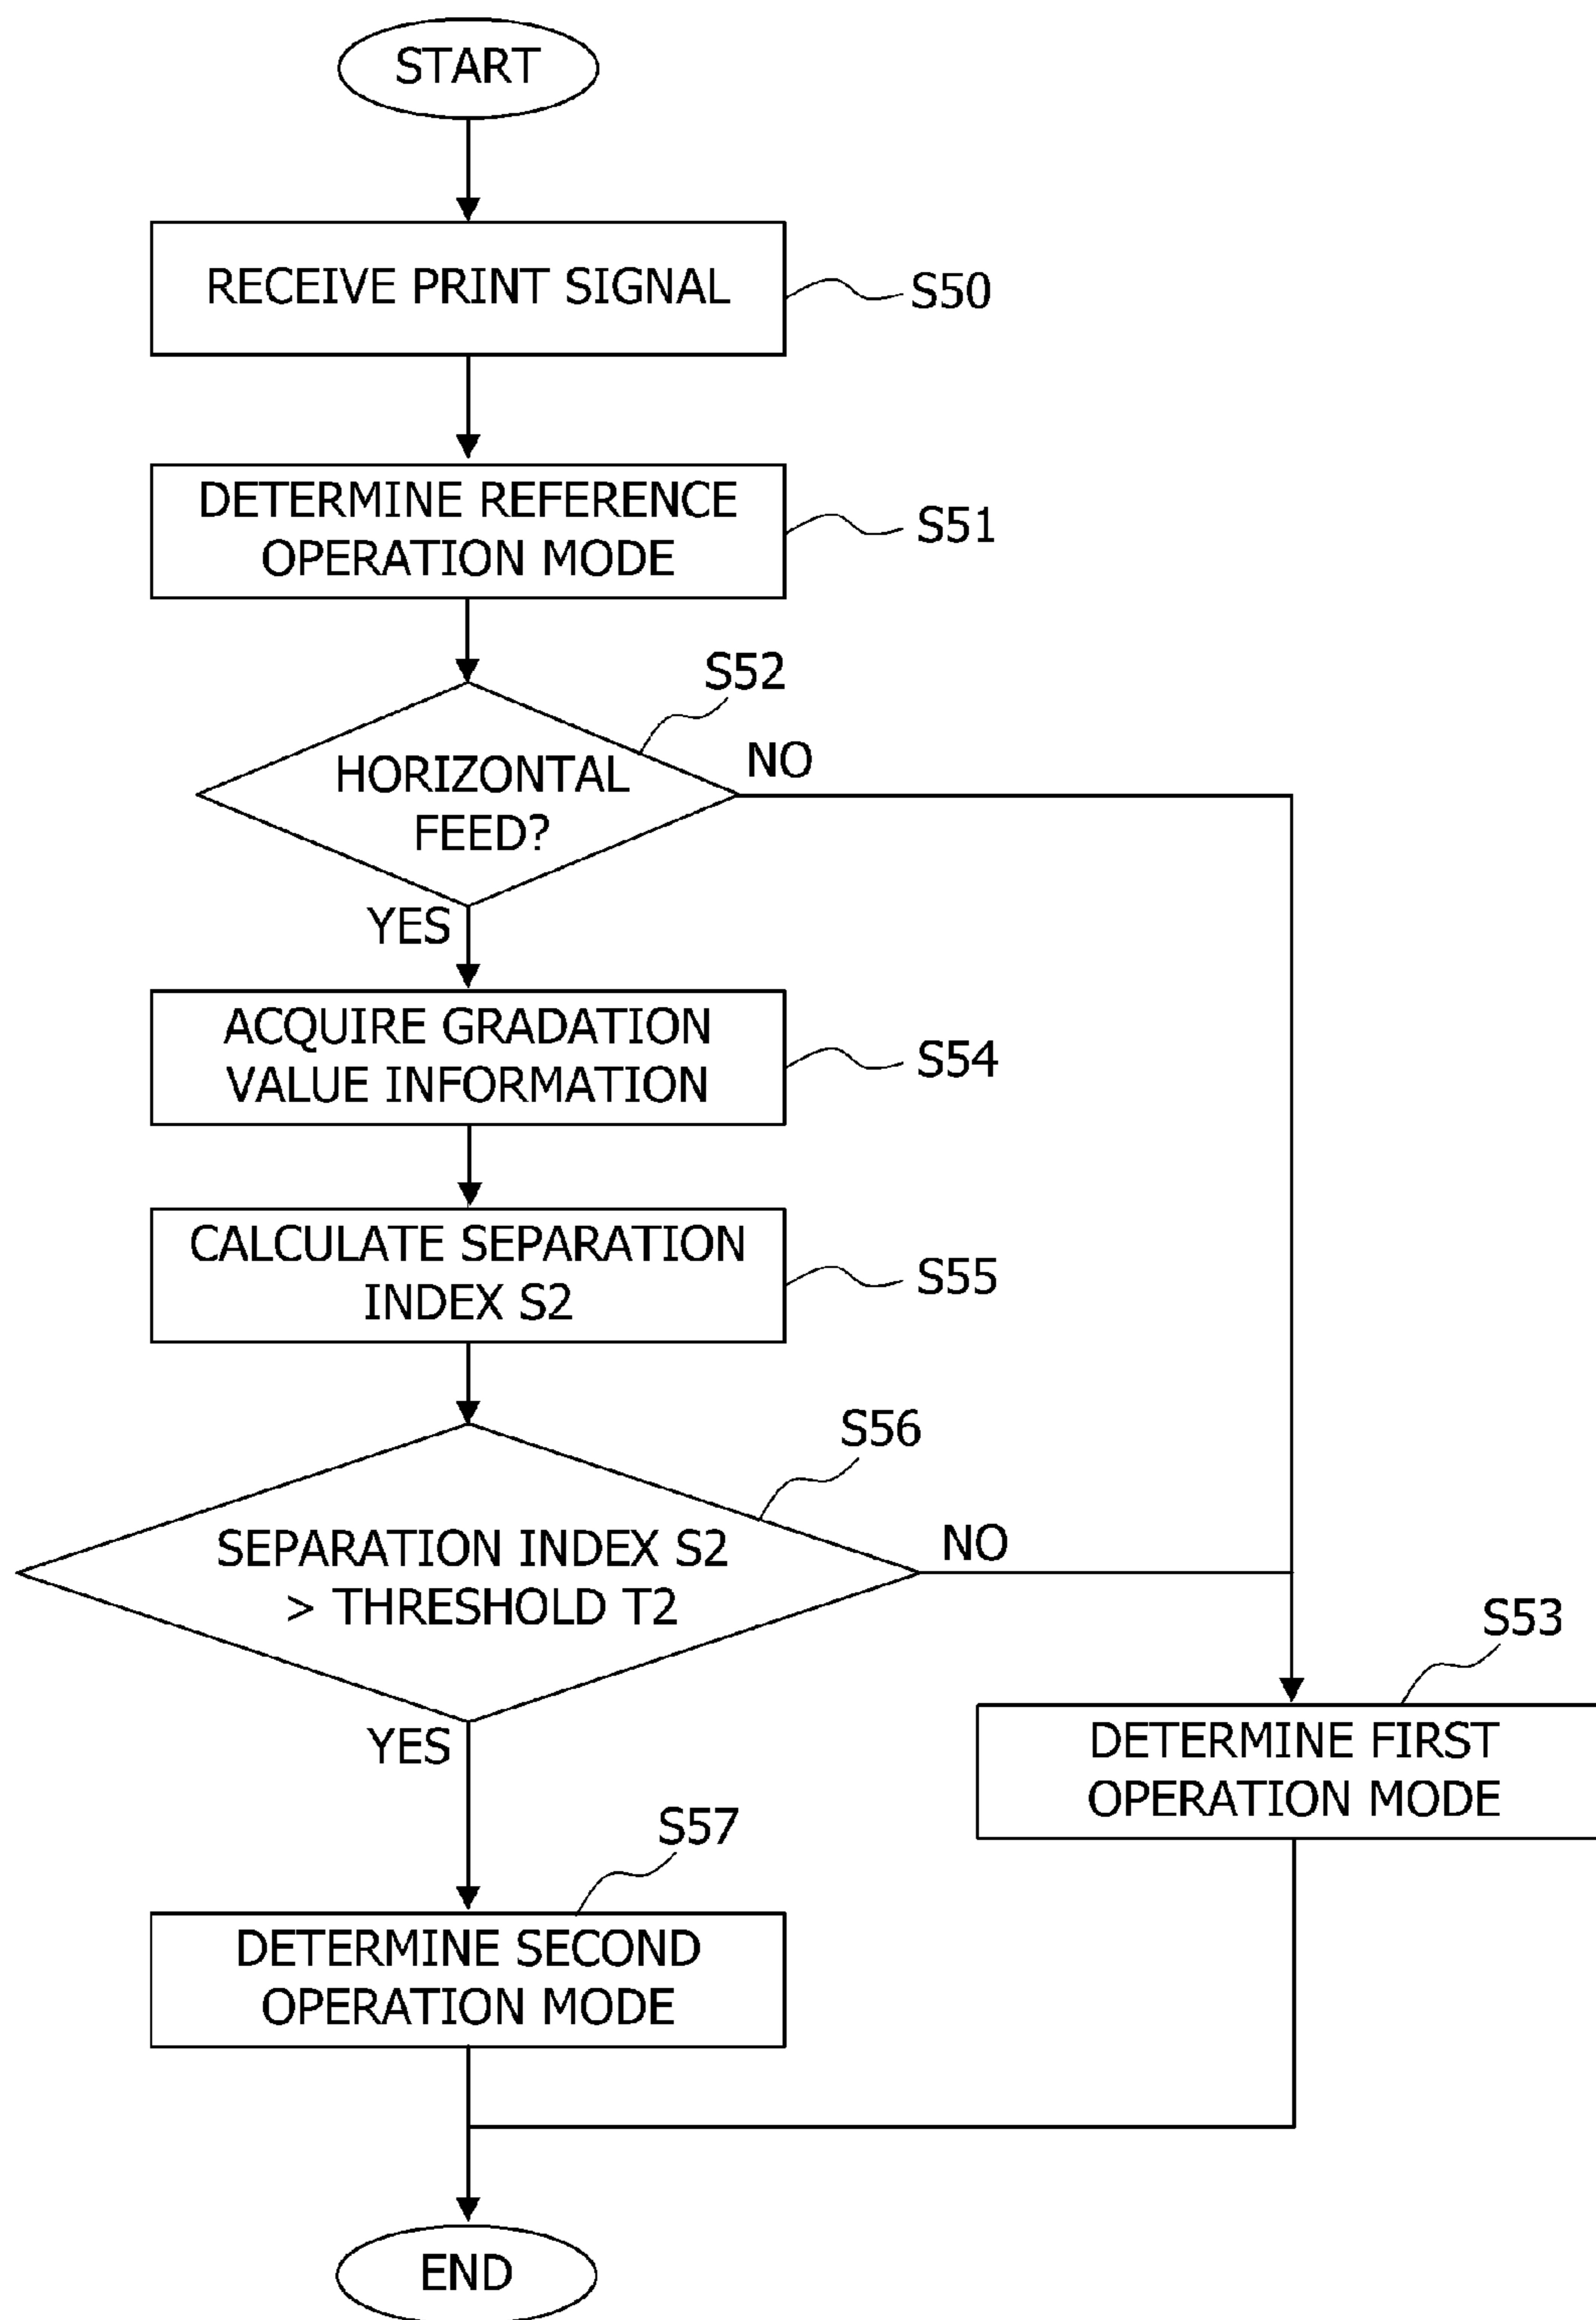 START
RECEIVE PRINT SIGNAL
S50
DETERMINE REFERENCE
OPERATION MODE
S51
S52
HORIZONTAL
FEED?
NO
YES
ACQUIRE GRADATION
VALUE INFORMATION
S54
CALCULATE SEPARATION
INDEX S2
S55
S56
SEPARATION INDEX S2
> THRESHOLD T2
NO
YES
S53
DETERMINE FIRST
OPERATION MODE
S57
DETERMINE SECOND
OPERATION MODE
END